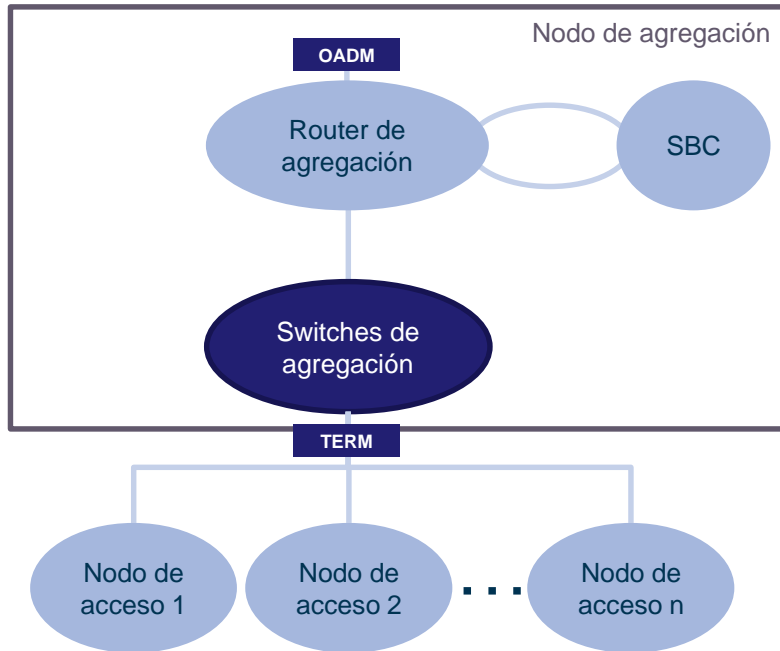 Nodo de agregación
OADM
Router de
agregación
SBC
Switches de
agregación
TERM
Nodo de
acceso 1
Nodo de
acceso 2
...
Nodo de
acceso n